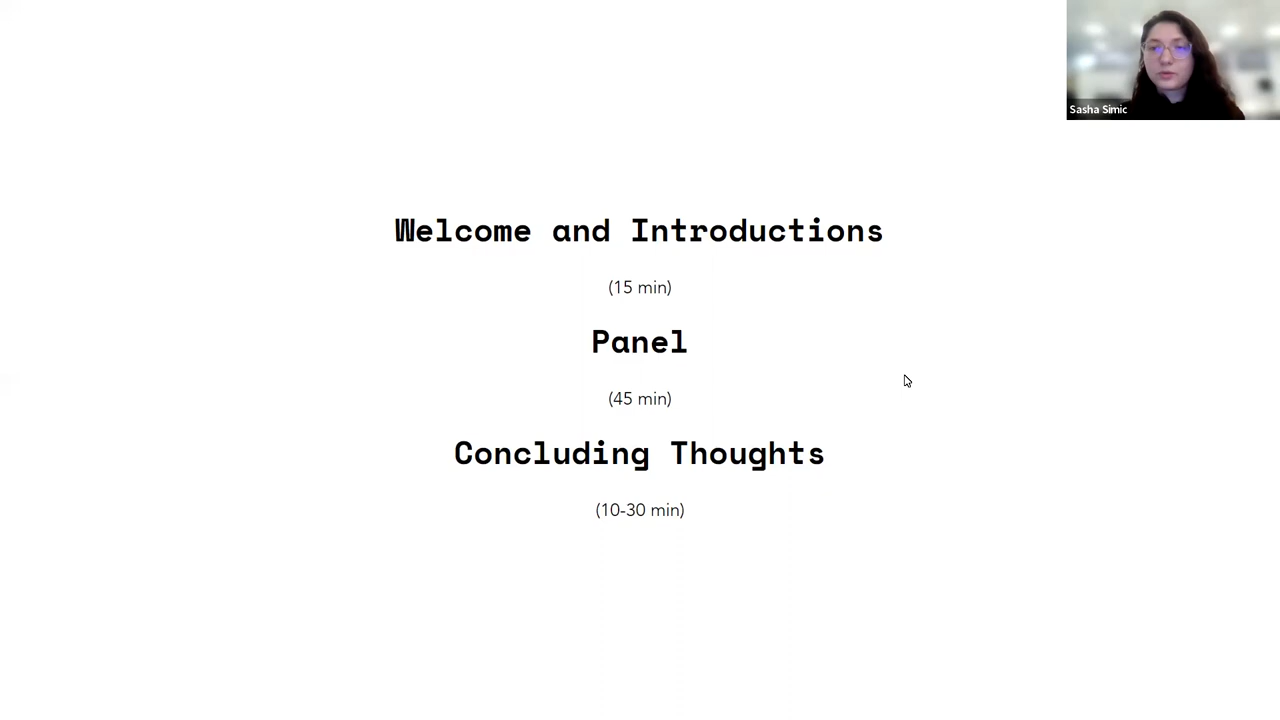 Sasha Simic
Welcome and Introductions
(15 min)
Panel
(45 min)
Concluding Thoughts
(10-30 min)